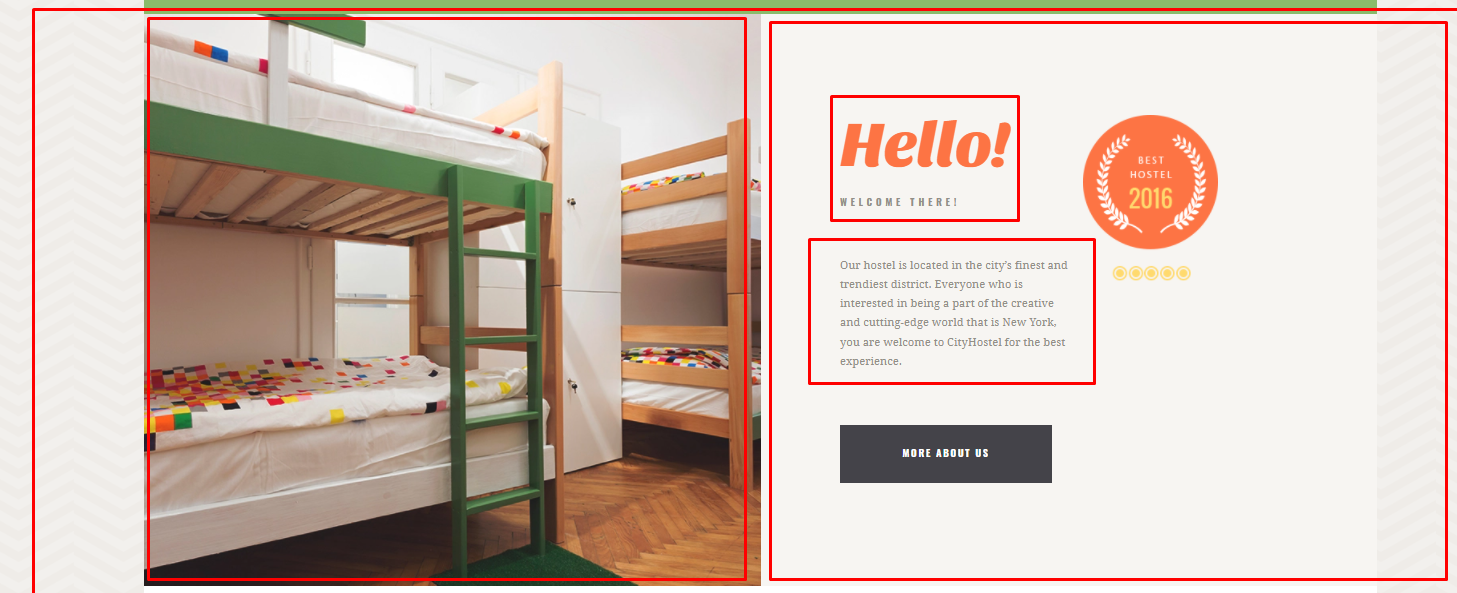 Hello!
WELCOME THERE!
BEST
HOSTEL
2016
Our hostel is located in the city's finest and
trendiest district. Everyone who is
interested in being a part of the creative
and cutting-edge world that is New York,
you are welcome to CityHostel for the best
experience.
MORE ABOUT US